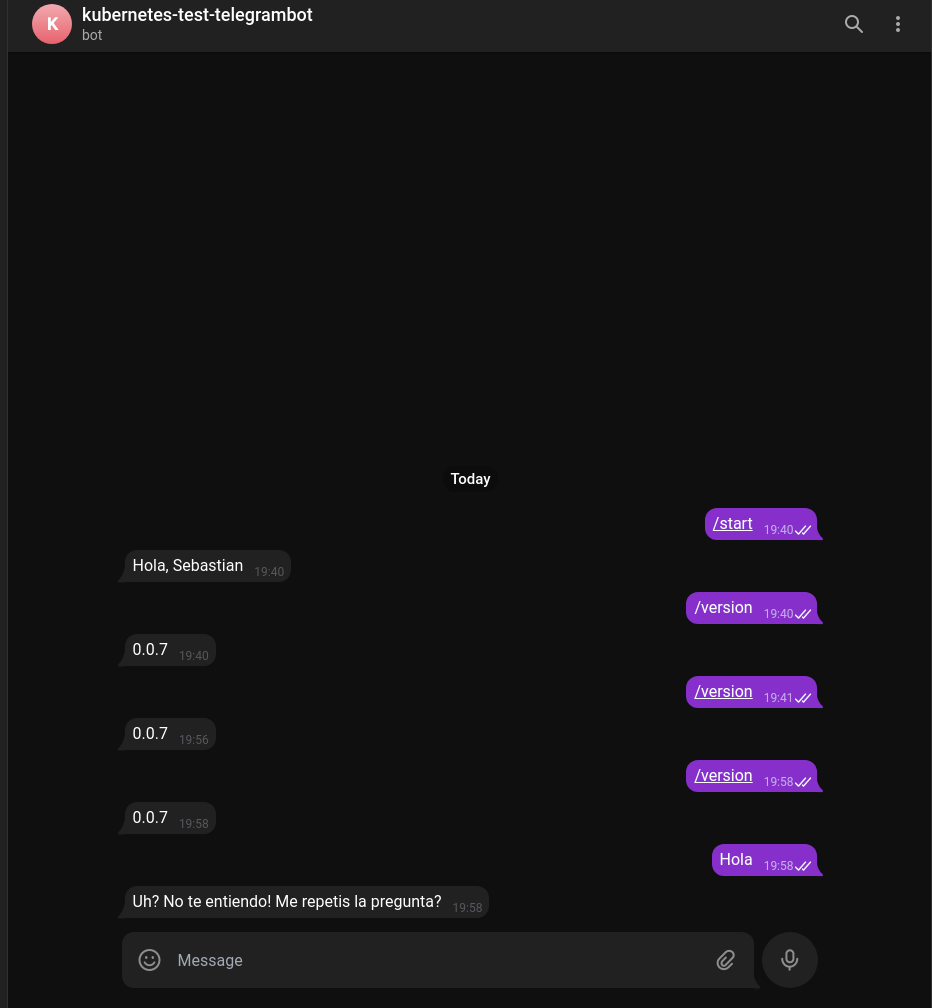 K
kubernetes-test-telegrambot
bot
Today
/start 19:40
Hola, Sebastian 19:40
/version 19:40
0.0.7 19:40
/version 19:41
0.0.7 19:56
/version 19:58
0.0.7 19:58
Hola 19:58
Uh? No te entiendo! Me repetis la pregunta? 19:58
Message